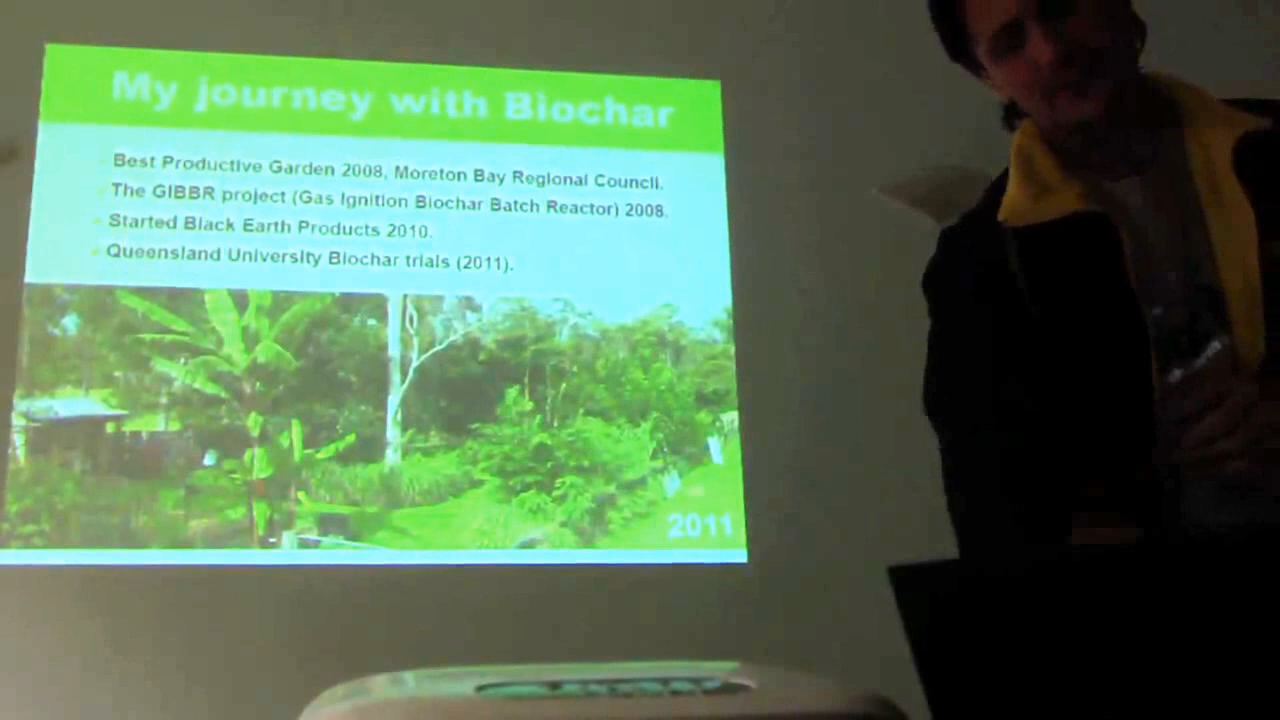 My journey with Biochar
Best Productive Garden 2008, Moreton Bay Regional Council.
The GIBBR project (Gas Ignition Biochar Batch Reactor) 2008.
Started Black Earth Products 2010.
Queensland University Biochar trials (2011).
2011